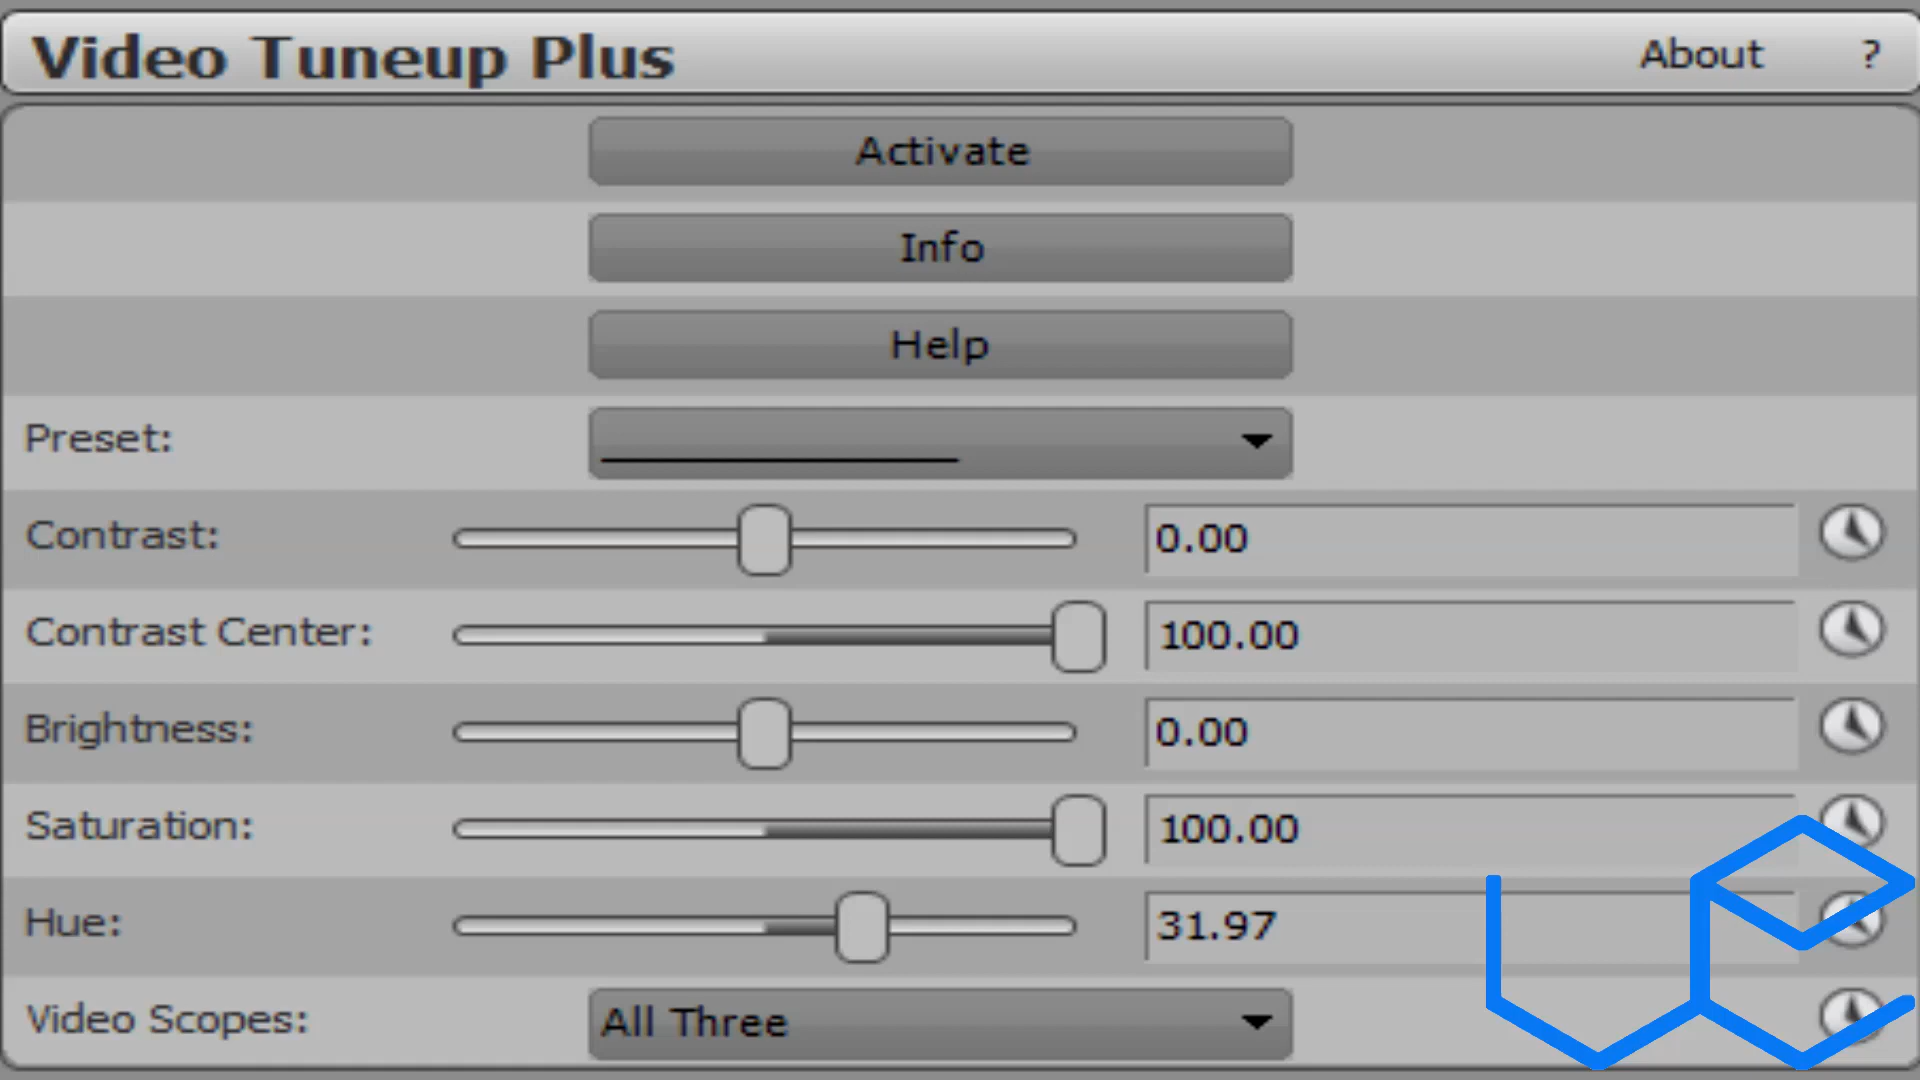 Video Tuneup Plus About ?
Activate
Info
Help
Preset:
Contrast: 0.00
Contrast Center: 100.00
Brightness: 0.00
Saturation: 100.00
Hue: 31.97
Video Scopes: All Three